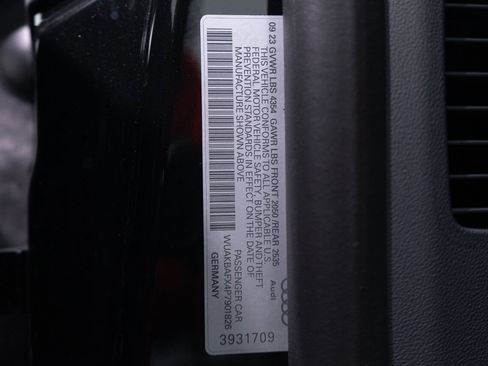 09 23 GVWR LBS 4354 GAWR LBS FRONT 2050 /REAR 2535
THIS VEHICLE CONFORMS TO ALL APPLICABLE U.S.
FEDERAL MOTOR VEHICLE SAFETY, BUMPER AND THEFT
PREVENTION STANDARDS IN EFFECT ON THE DATE OF
MANUFACTURE SHOWN ABOVE
Audi
WUAKBAFX4P7901826
PASSENGER CAR
GERMANY
3931709